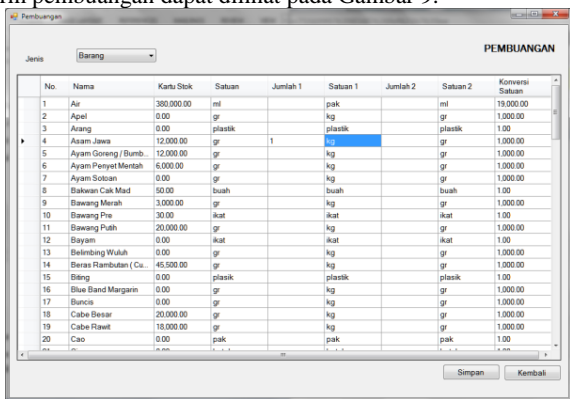 rm pembuangan dapat dilihat pada Gambar 9.
Pembuangan
PEMBUANGAN
Jenis Barang
No. Nama Kartu Stok Satuan Jumlah 1 Satuan 1 Jumlah 2 Satuan 2 Konversi Satuan
1 Air 380,000.00 ml pak ml 19,000.00
2 Apel 0.00 gr kg gr 1,000.00
3 Arang 0.00 plastik plastik plastik 1.00
4 Asam Jawa 12,000.00 gr 1 kg gr 1,000.00
5 Ayam Goreng / Bumb... 12,000.00 gr kg gr 1,000.00
6 Ayam Penyet Mentah 6,000.00 gr kg gr 1,000.00
7 Ayam Sotoan 0.00 gr kg gr 1,000.00
8 Bakwan Cak Mad 50.00 buah buah buah 1.00
9 Bawang Merah 3,000.00 gr kg gr 1,000.00
10 Bawang Pre 30.00 ikat ikat ikat 1.00
11 Bawang Putih 20,000.00 gr kg gr 1,000.00
12 Bayam 0.00 ikat ikat ikat 1.00
13 Belimbing Wuluh 0.00 gr kg gr 1,000.00
14 Beras Rambutan ( Cu... 45,500.00 gr kg gr 1,000.00
15 Biting 0.00 plasik plastik plasik 1.00
16 Blue Band Margarin 0.00 gr kg gr 1,000.00
17 Buncis 0.00 gr kg gr 1,000.00
18 Cabe Besar 20,000.00 gr kg gr 1,000.00
19 Cabe Rawit 18,000.00 gr kg gr 1,000.00
20 Cao 0.00 pak pak pak 1.00
Simpan Kembali